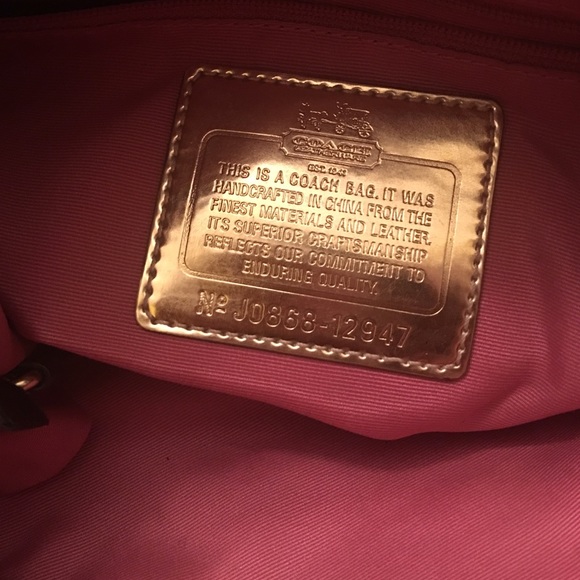 COACH
EST. 1941
THIS IS A COACH BAG. IT WAS
HANDCRAFTED IN CHINA FROM THE
FINEST MATERIALS AND LEATHER.
ITS SUPERIOR CRAFTSMANSHIP
REFLECTS OUR COMMITMENT TO
ENDURING QUALITY.
Nº J0868-12947